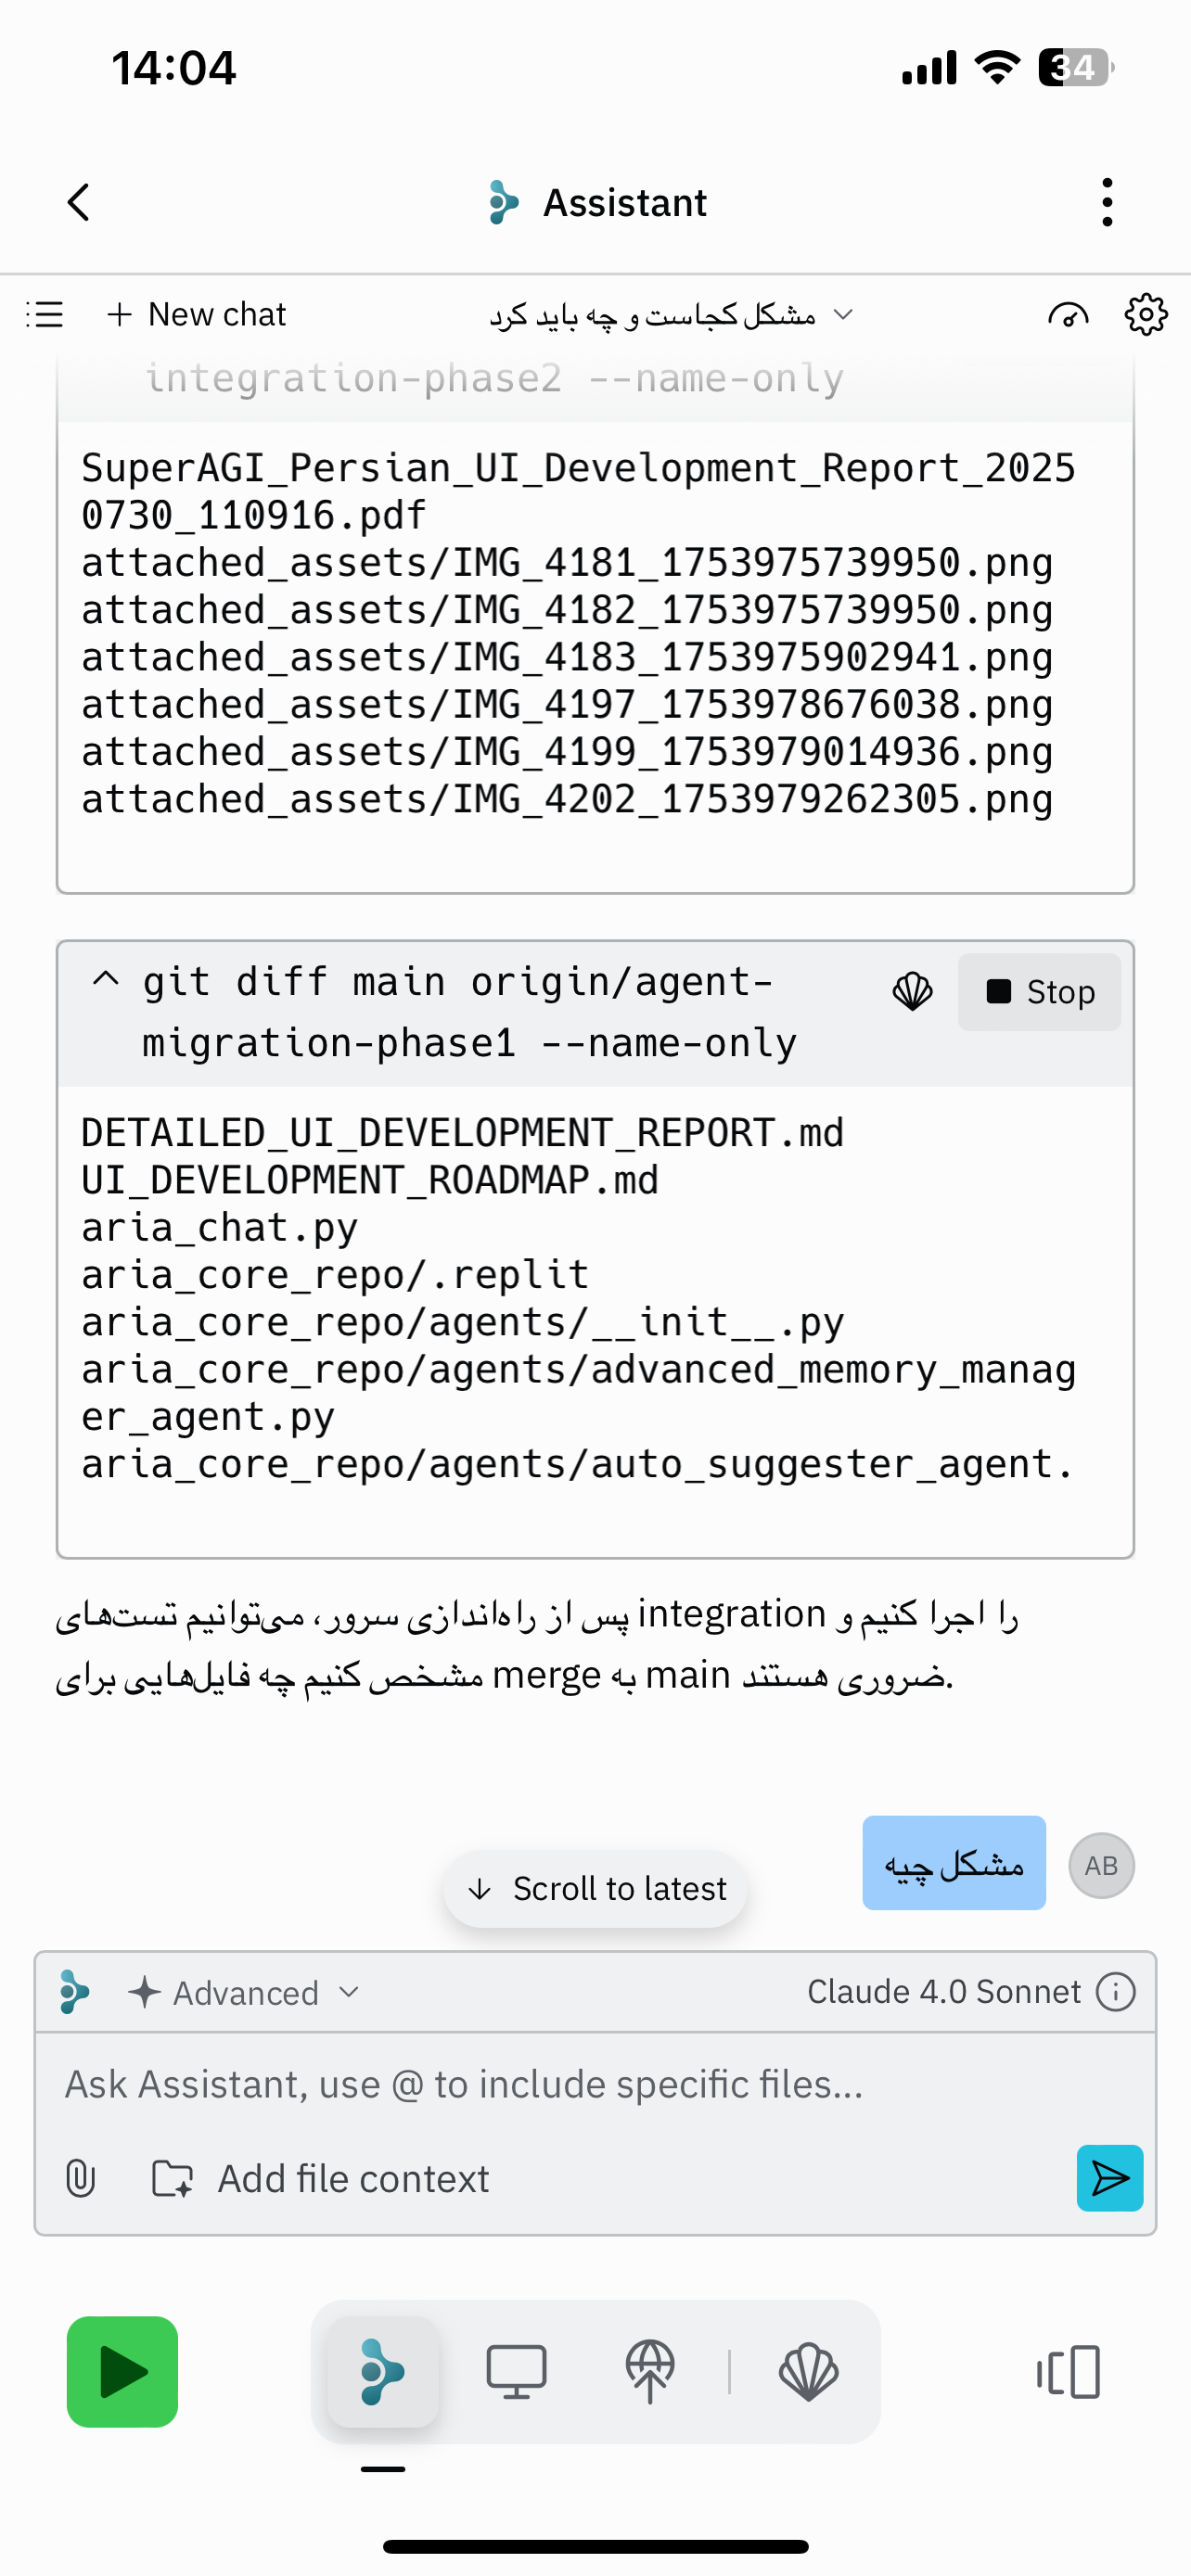 14:04
34
Assistant
New chat
مشکل کجاست و چه باید کرد
integration-phase2 --name-only
SuperAGI_Persian_UI_Development_Report_2025
0730_110916.pdf
attached_assets/IMG_4181_1753975739950.png
attached_assets/IMG_4182_1753975739950.png
attached_assets/IMG_4183_1753975902941.png
attached_assets/IMG_4197_1753978676038.png
attached_assets/IMG_4199_1753979014936.png
attached_assets/IMG_4202_1753979262305.png
git diff main origin/agent-
migration-phase1 --name-only
Stop
DETAILED_UI_DEVELOPMENT_REPORT.md
UI_DEVELOPMENT_ROADMAP.md
aria_chat.py
aria_core_repo/.replit
aria_core_repo/agents/__init__.py
aria_core_repo/agents/advanced_memory_manag
er_agent.py
aria_core_repo/agents/auto_suggester_agent.
پس از راه‌اندازی سرور، می‌توانیم تست‌های integration را اجرا کنیم و
مشخص کنیم چه فایل‌هایی برای merge به main ضروری هستند.
مشکل چیه
AB
Scroll to latest
Advanced
Claude 4.0 Sonnet
Ask Assistant, use @ to include specific files...
Add file context